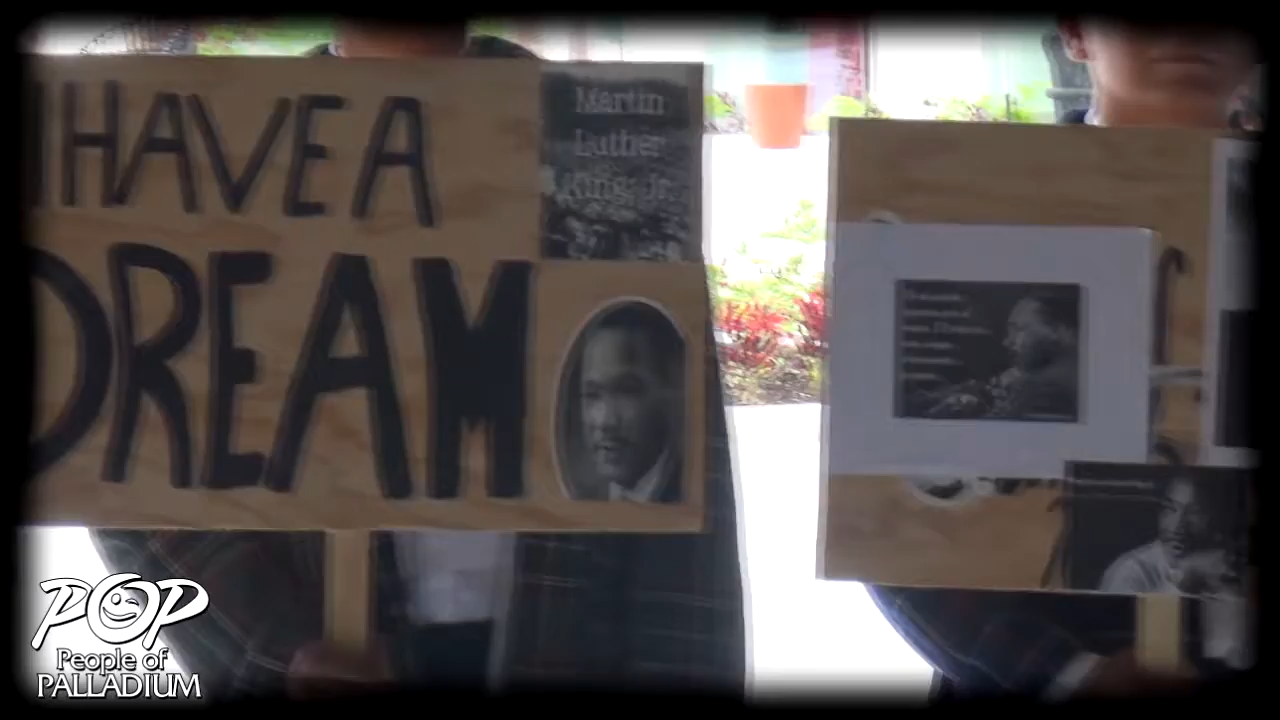 I HAVE A
DREAM
Martin
Luther
King, Jr.
POP
People of
PALLADIUM